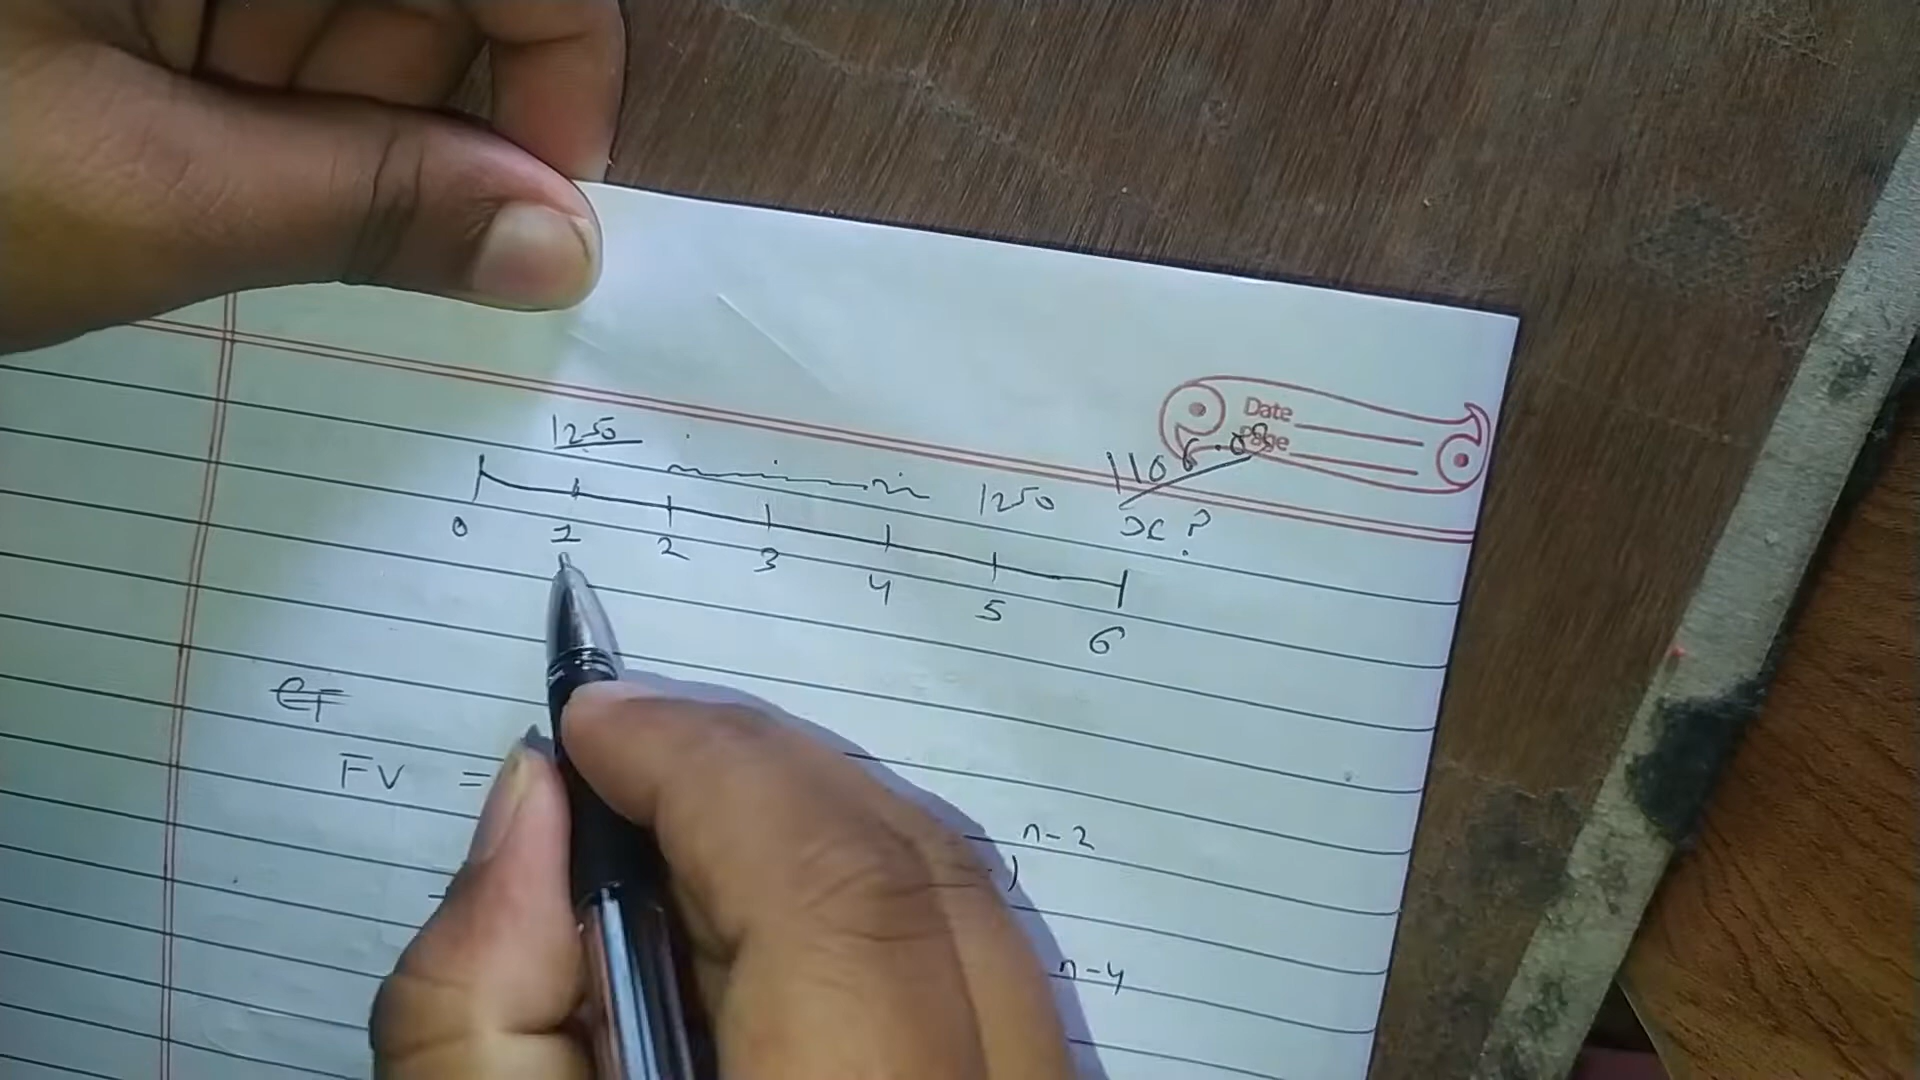 Date
Page
1250
1106.08
1250
x ?
0 1 2 3 4 5 6
CF
FV =
n-2
)
n-4